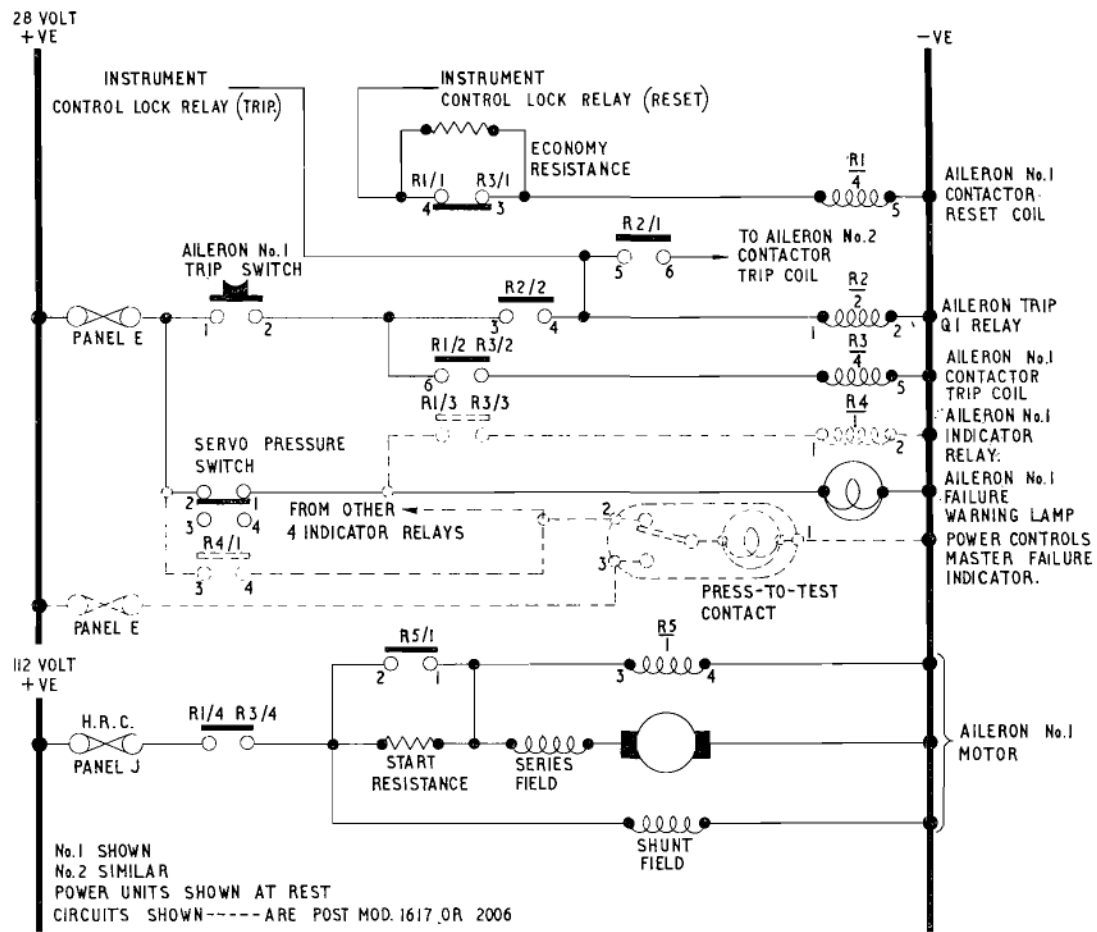 28 VOLT
+VE
-VE
INSTRUMENT
CONTROL LOCK RELAY (TRIP.)
INSTRUMENT
CONTROL LOCK RELAY (RESET)
ECONOMY
RESISTANCE
R1/1 R3/1
4 3
R1
4
5
AILERON No.1
CONTACTOR
RESET COIL
R2/1
5 6
TO AILERON No.2
CONTACTOR
TRIP COIL
AILERON No.1
TRIP SWITCH
1 2
PANEL E
R2/2
3 4
R2
2
1 2
AILERON TRIP
Q1 RELAY
R1/2 R3/2
6
R3
4
5
AILERON No.1
CONTACTOR
TRIP COIL
R1/3 R3/3
R4
1
1 2
AILERON No.1
INDICATOR
RELAY.
SERVO PRESSURE
SWITCH
2 1
3 4
AILERON No.1
FAILURE
WARNING LAMP
FROM OTHER
4 INDICATOR RELAYS
R4/1
3 4
2
3
1
PRESS-TO-TEST
CONTACT
POWER CONTROLS
MASTER FAILURE
INDICATOR.
PANEL E
112 VOLT
+VE
H.R.C.
PANEL J
R1/4 R3/4
R5/1
2 1
START
RESISTANCE
SERIES
FIELD
R5
1
3 4
SHUNT
FIELD
AILERON No.1
MOTOR
No.1 SHOWN
No.2 SIMILAR
POWER UNITS SHOWN AT REST
CIRCUITS SHOWN-----ARE POST MOD. 1617 OR 2006